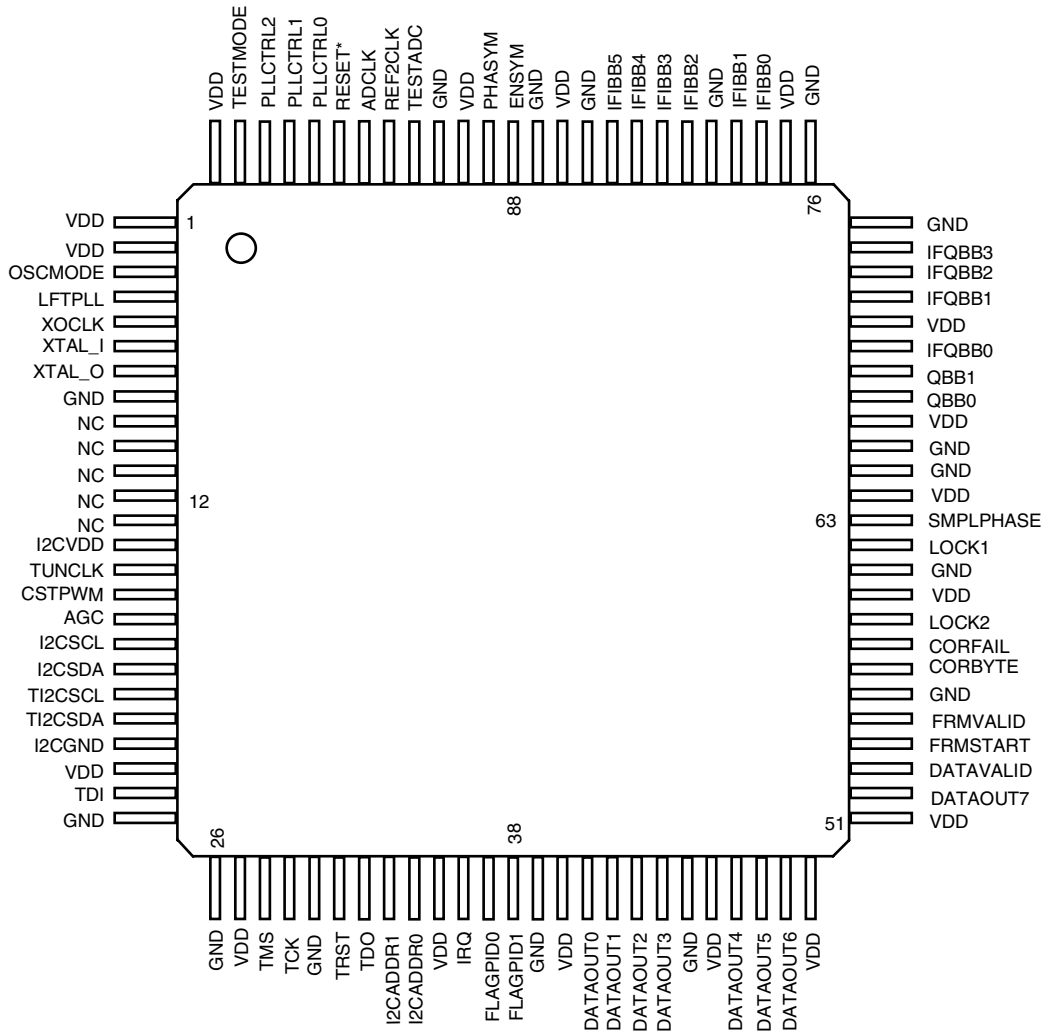 VDD
TESTMODE
PLLCTRL2
PLLCTRL1
PLLCTRL0
RESET*
ADCLK
REF2CLK
TESTADC
GND
VDD
PHASYM
ENSYM
GND
VDD
GND
IFIBB5
IFIBB4
IFIBB3
IFIBB2
GND
IFIBB1
IFIBB0
VDD
GND
88
76
1
12
63
51
26
38
VDD
VDD
OSCMODE
LFTPLL
XOCLK
XTAL_I
XTAL_O
GND
NC
NC
NC
NC
NC
I2CVDD
TUNCLK
CSTPWM
AGC
I2CSCL
I2CSDA
TI2CSCL
TI2CSDA
I2CGND
VDD
TDI
GND
GND
IFQBB3
IFQBB2
IFQBB1
VDD
IFQBB0
QBB1
QBB0
VDD
GND
GND
VDD
SMPLPHASE
LOCK1
GND
VDD
LOCK2
CORFAIL
CORBYTE
GND
FRMVALID
FRMSTART
DATAVALID
DATAOUT7
VDD
GND
VDD
TMS
TCK
GND
TRST
TDO
I2CADDR1
I2CADDR0
VDD
IRQ
FLAGPID0
FLAGPID1
GND
VDD
DATAOUT0
DATAOUT1
DATAOUT2
DATAOUT3
GND
VDD
DATAOUT4
DATAOUT5
DATAOUT6
VDD